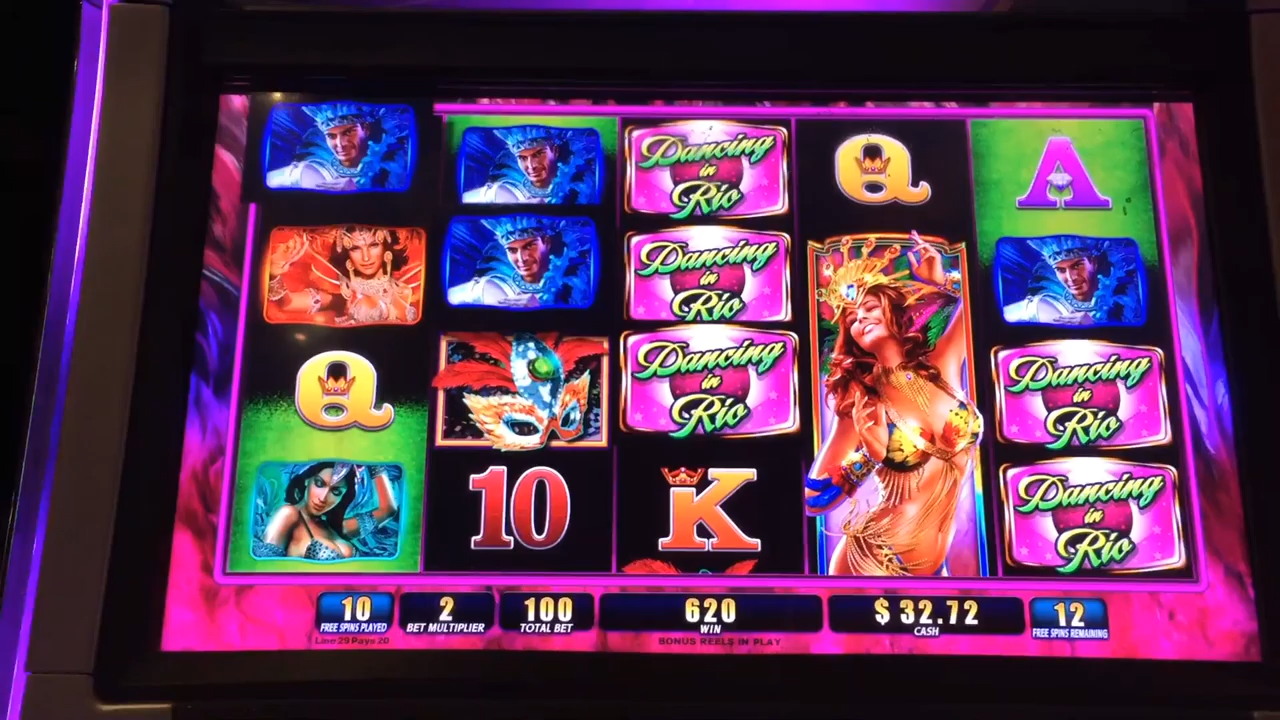 Dancing in Rio
Q
A
Dancing in Rio
Q
Dancing in Rio
Dancing in Rio
10
K
Dancing in Rio
10
FREE SPINS PLAYED
2
BET MULTIPLIER
100
TOTAL BET
620
WIN
$32.72
CASH
12
FREE SPINS REMAINING
Line 29 Pays 20
BONUS REELS IN PLAY